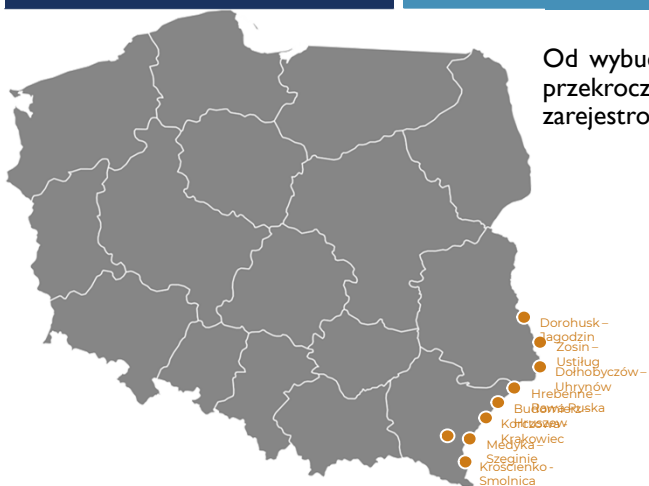 Od wybuc
przekrocz
zarejestro
Dorohusk –
Jagodzin
Zosin –
Ustiług
Dołhobyczów –
Uhrynów
Hrebenne –
Rawa Ruska
Budomierz –
Hruszew
Korczowa –
Krakowiec
Medyka –
Szeginie
Krościenko -
Smolnica